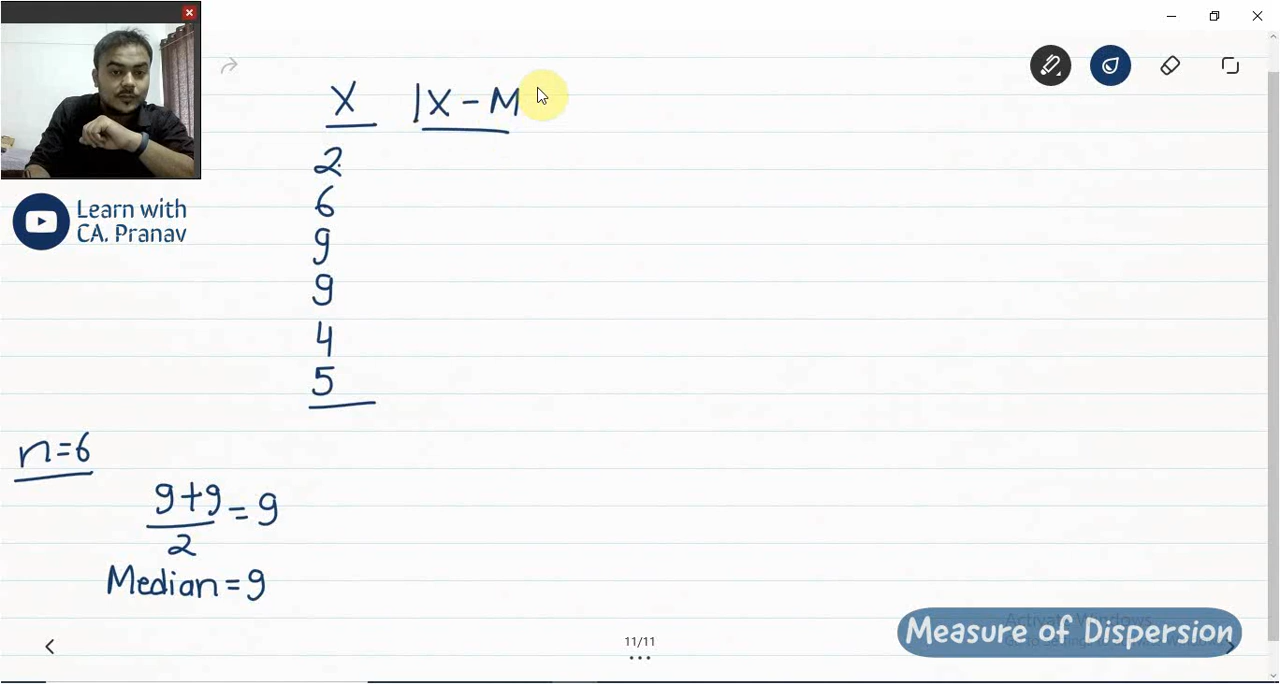 Learn with
CA. Pranav
X |X - M
2
6
9
9
4
5
n=6
9+9
2
= 9
Median = 9
11/11
Measure of Dispersion